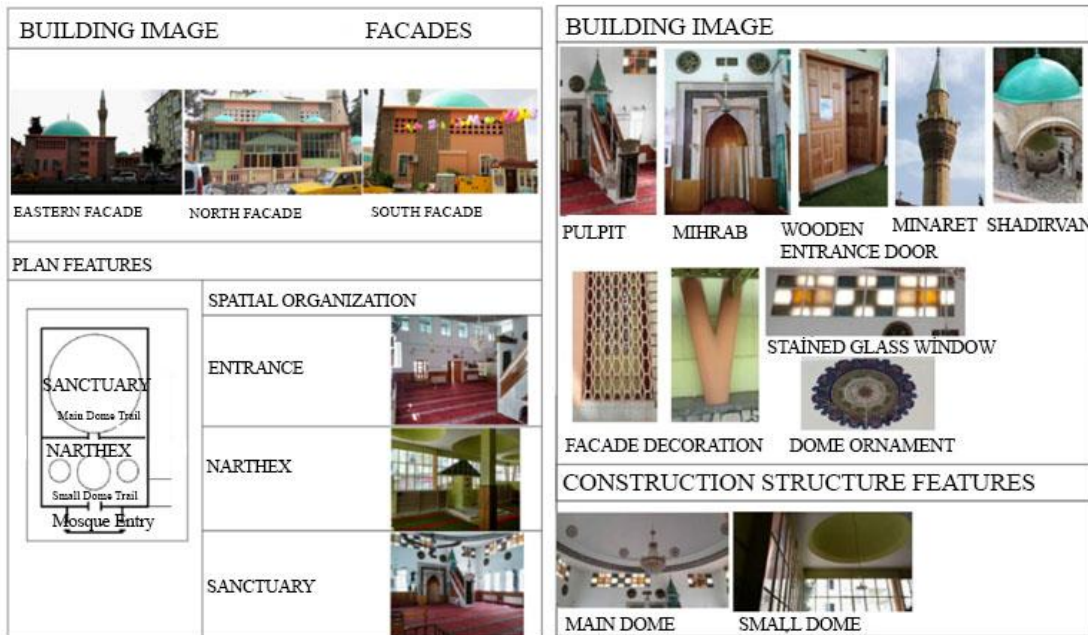 BUILDING IMAGE FACADES
EASTERN FACADE
NORTH FACADE
SOUTH FACADE
PLAN FEATURES
SANCTUARY
Main Dome Trail
NARTHEX
Small Dome Trail
Mosque Entry
SPATIAL ORGANIZATION
ENTRANCE
NARTHEX
SANCTUARY
BUILDING IMAGE
PULPIT
MIHRAB
WOODEN
ENTRANCE DOOR
MINARET
SHADIRVAN
FACADE DECORATION
STAİNED GLASS WİNDOW
DOME ORNAMENT
CONSTRUCTION STRUCTURE FEATURES
MAIN DOME
SMALL DOME